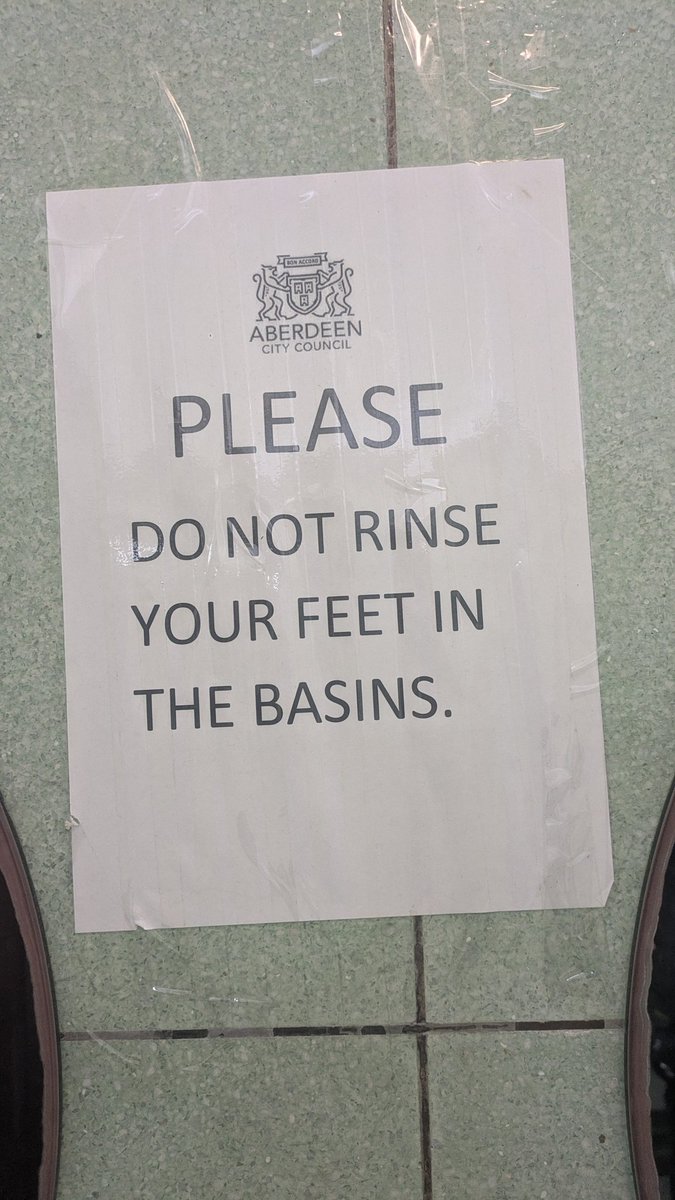 BON ACCORD
ABERDEEN
CITY COUNCIL
PLEASE
DO NOT RINSE
YOUR FEET IN
THE BASINS.